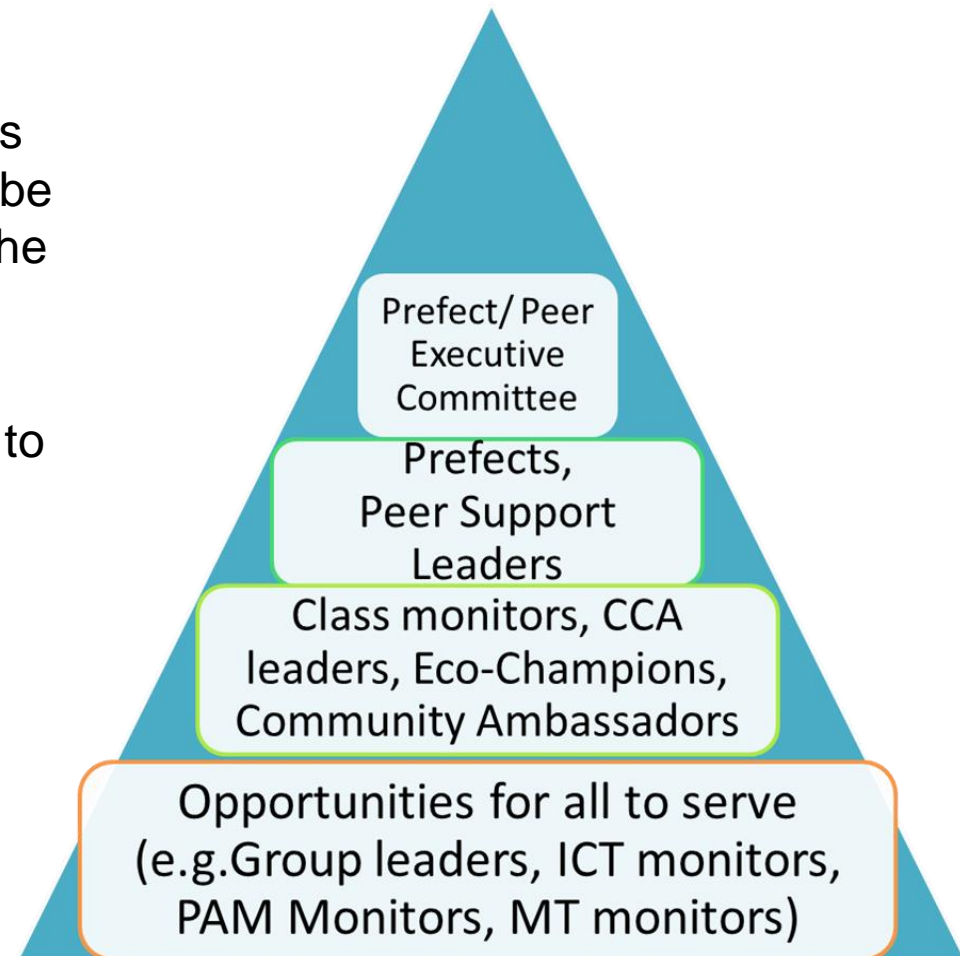 s
be
he
to
Prefect/ Peer
Executive
Committee
Prefects,
Peer Support
Leaders
Class monitors, CCA
leaders, Eco-Champions,
Community Ambassadors
Opportunities for all to serve
(e.g.Group leaders, ICT monitors,
PAM Monitors, MT monitors)